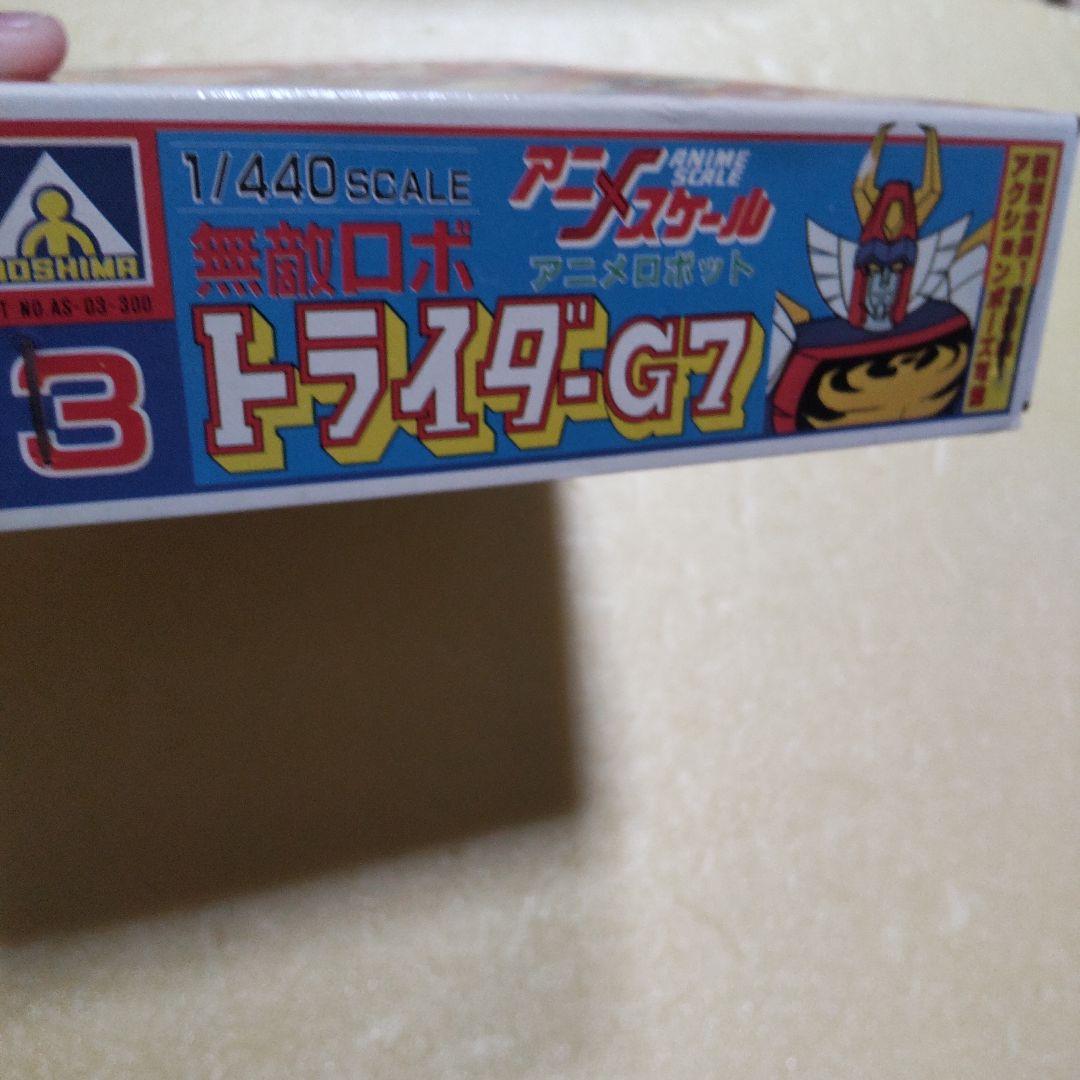 AOSHIMA
T NO AS-03-300
3
1/440 SCALE
アニメスケール
ANIME
SCALE
無敵ロボ
アニメロボット
トライダーG7
アクションポーズ